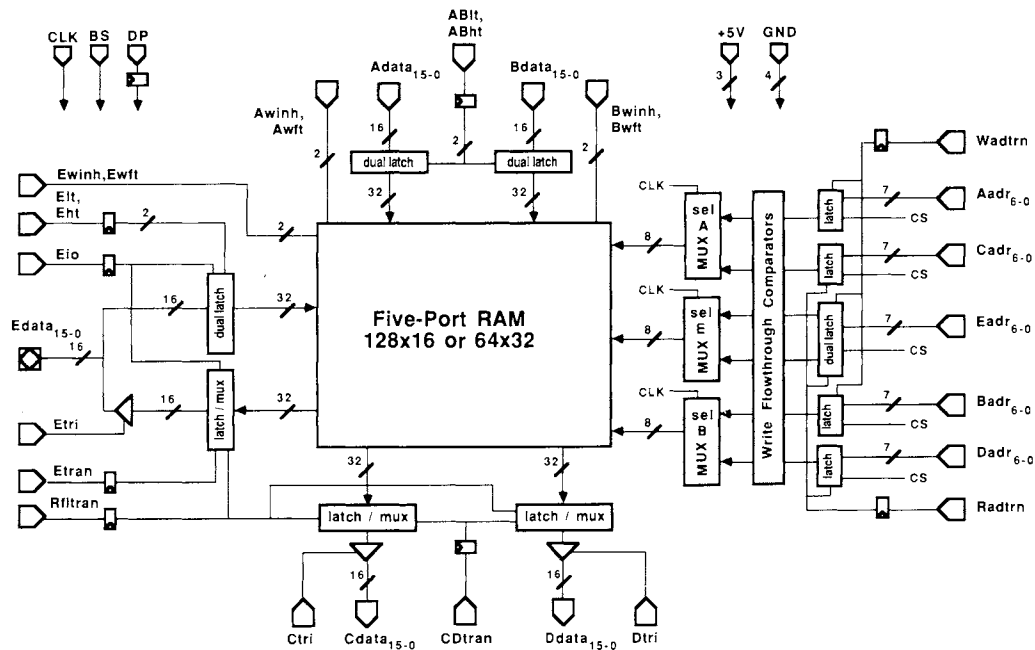 CLK BS DP
ABlt,
ABht
+5V GND
3 4
Adata15-0 Bdata15-0
Awinh,
Awft
Bwinh,
Bwft
16 2 16
2 2
dual latch dual latch
32 32
Wadtrn
Ewinh,Ewft
Elt,
Eht
2
2
Eio
Edata15-0
16
16
dual latch
32
16
latch / mux
32
Etri
Etran
Rfltran
Five-Port RAM
128x16 or 64x32
CLK
sel A MUX
8
CLK
sel E MUX
8
CLK
sel B MUX
8
Write Flowthrough Comparators
latch
7
Aadr6-0
CS
latch
7
Cadr6-0
CS
dual latch
7
Eadr6-0
CS
latch
7
Badr6-0
CS
latch
7
Dadr6-0
CS
Radtrn
32 32
latch / mux latch / mux
16 16
Ctri Cdata15-0 CDtran Ddata15-0 Dtri